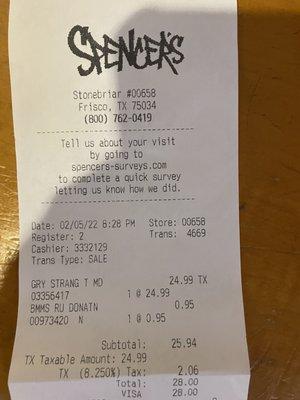 SPENCER'S
Stonebriar #00658
Frisco, TX 75034
(800) 762-0419
Tell us about your visit
by going to
spencers-surveys.com
to complete a quick survey
letting us know how we did.
Date: 02/05/22 8:28 PM Store: 00658
Register: 2 Trans: 4669
Cashier: 3332129
Trans Type: SALE
GRY STRANG T MD 24.99 TX
03356417 1 @ 24.99
BMMS RU DONATN 0.95
00973420 N 1 @ 0.95
Subtotal: 25.94
TX Taxable Amount: 24.99
TX (8.250%) Tax: 2.06
Total: 28.00
VISA 28.00